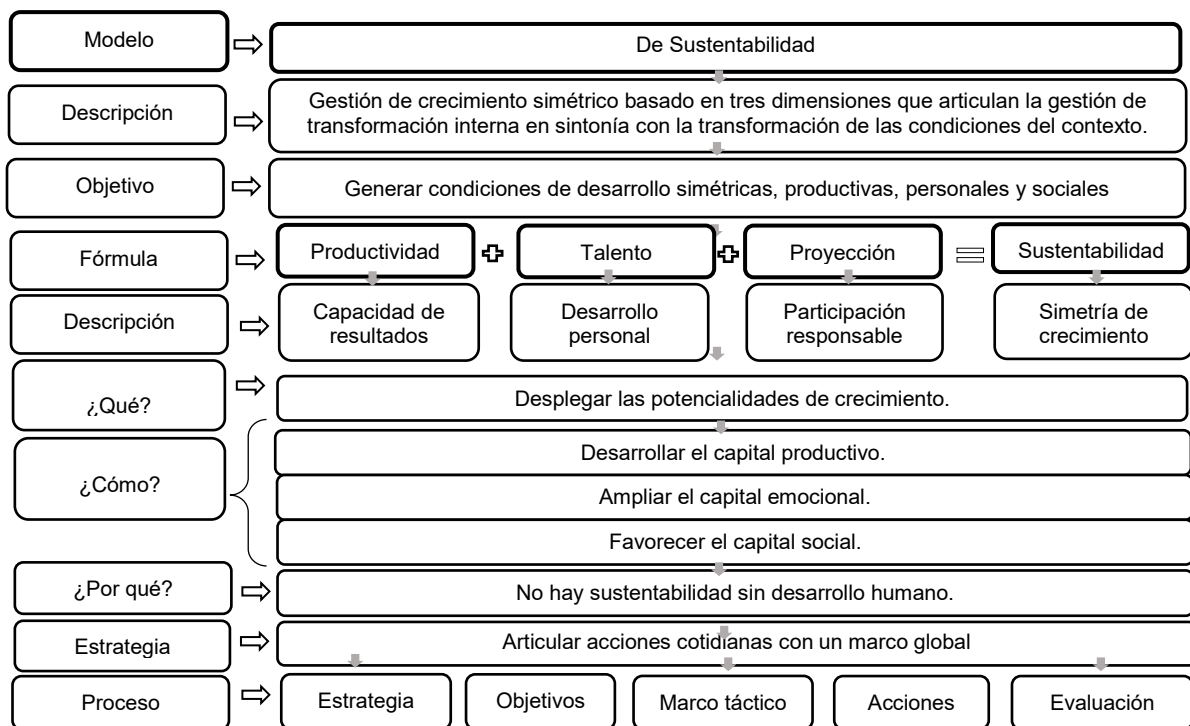 Modelo
De Sustentabilidad
Descripción
Gestión de crecimiento simétrico basado en tres dimensiones que articulan la gestión de
transformación interna en sintonía con la transformación de las condiciones del contexto.
Objetivo
Generar condiciones de desarrollo simétricas, productivas, personales y sociales
Fórmula
Productividad
Talento
Proyección
Sustentabilidad
Descripción
Capacidad de
resultados
Desarrollo
personal
Participación
responsable
Simetría de
crecimiento
¿Qué?
Desplegar las potencialidades de crecimiento.
¿Cómo?
Desarrollar el capital productivo.
Ampliar el capital emocional.
Favorecer el capital social.
¿Por qué?
No hay sustentabilidad sin desarrollo humano.
Estrategia
Articular acciones cotidianas con un marco global
Proceso
Estrategia
Objetivos
Marco táctico
Acciones
Evaluación